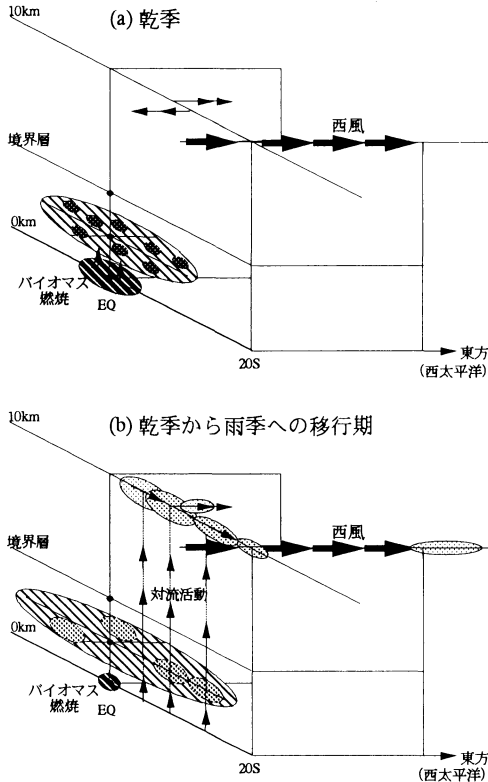 (a) 乾季
10km
西風
境界層
0km
バイオマス
燃焼
EQ
20S
東方
(西太平洋)
(b) 乾季から雨季への移行期
10km
西風
境界層
対流活動
0km
バイオマス
燃焼
EQ
20S
東方
(西太平洋)